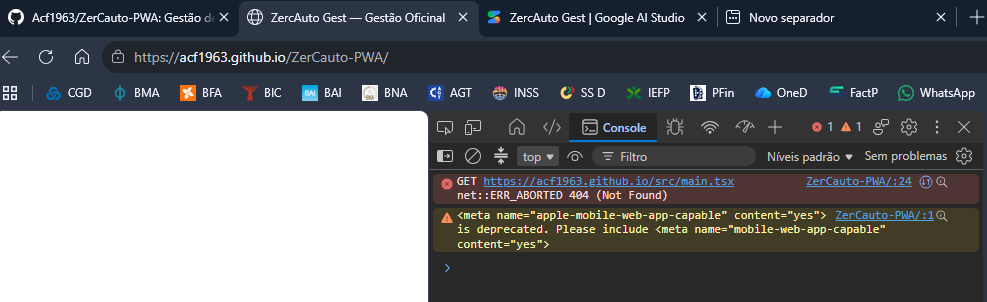 Acf1963/ZerCauto-PWA: Gestão de
ZercAuto Gest — Gestão Oficinal
ZercAuto Gest | Google AI Studio
Novo separador
https://acf1963.github.io/ZerCauto-PWA/
CGD BMA BFA BIC BAI BNA AGT INSS SS D IEFP PFin OneD FactP WhatsApp
Console 1 1
top Filtro Níveis padrão Sem problemas
GET https://acf1963.github.io/src/main.tsx ZerCauto-PWA/:24
net::ERR_ABORTED 404 (Not Found)
<meta name="apple-mobile-web-app-capable" content="yes"> ZerCauto-PWA/:1
is deprecated. Please include <meta name="mobile-web-app-capable"
content="yes">